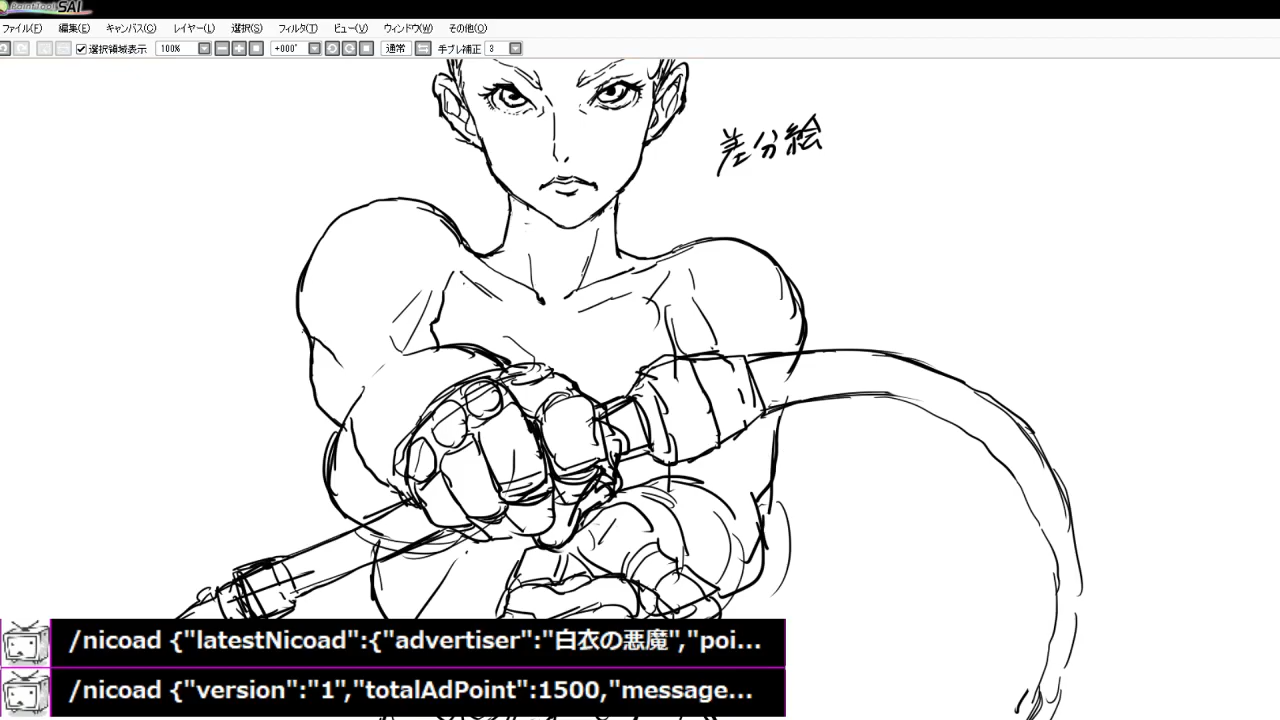 PaintTool SAI
ファイル(F) 編集(E) キャンバス(C) レイヤー(L) 選択(S) フィルタ(T) ビュー(V) ウィンドウ(W) その他(O)
選択領域表示 100% +000° 通常 手ブレ補正 3
差分絵
/nicoad {"latestNicoad":{"advertiser":"白衣の悪魔","poi...
/nicoad {"version":"1","totalAdPoint":1500,"message...